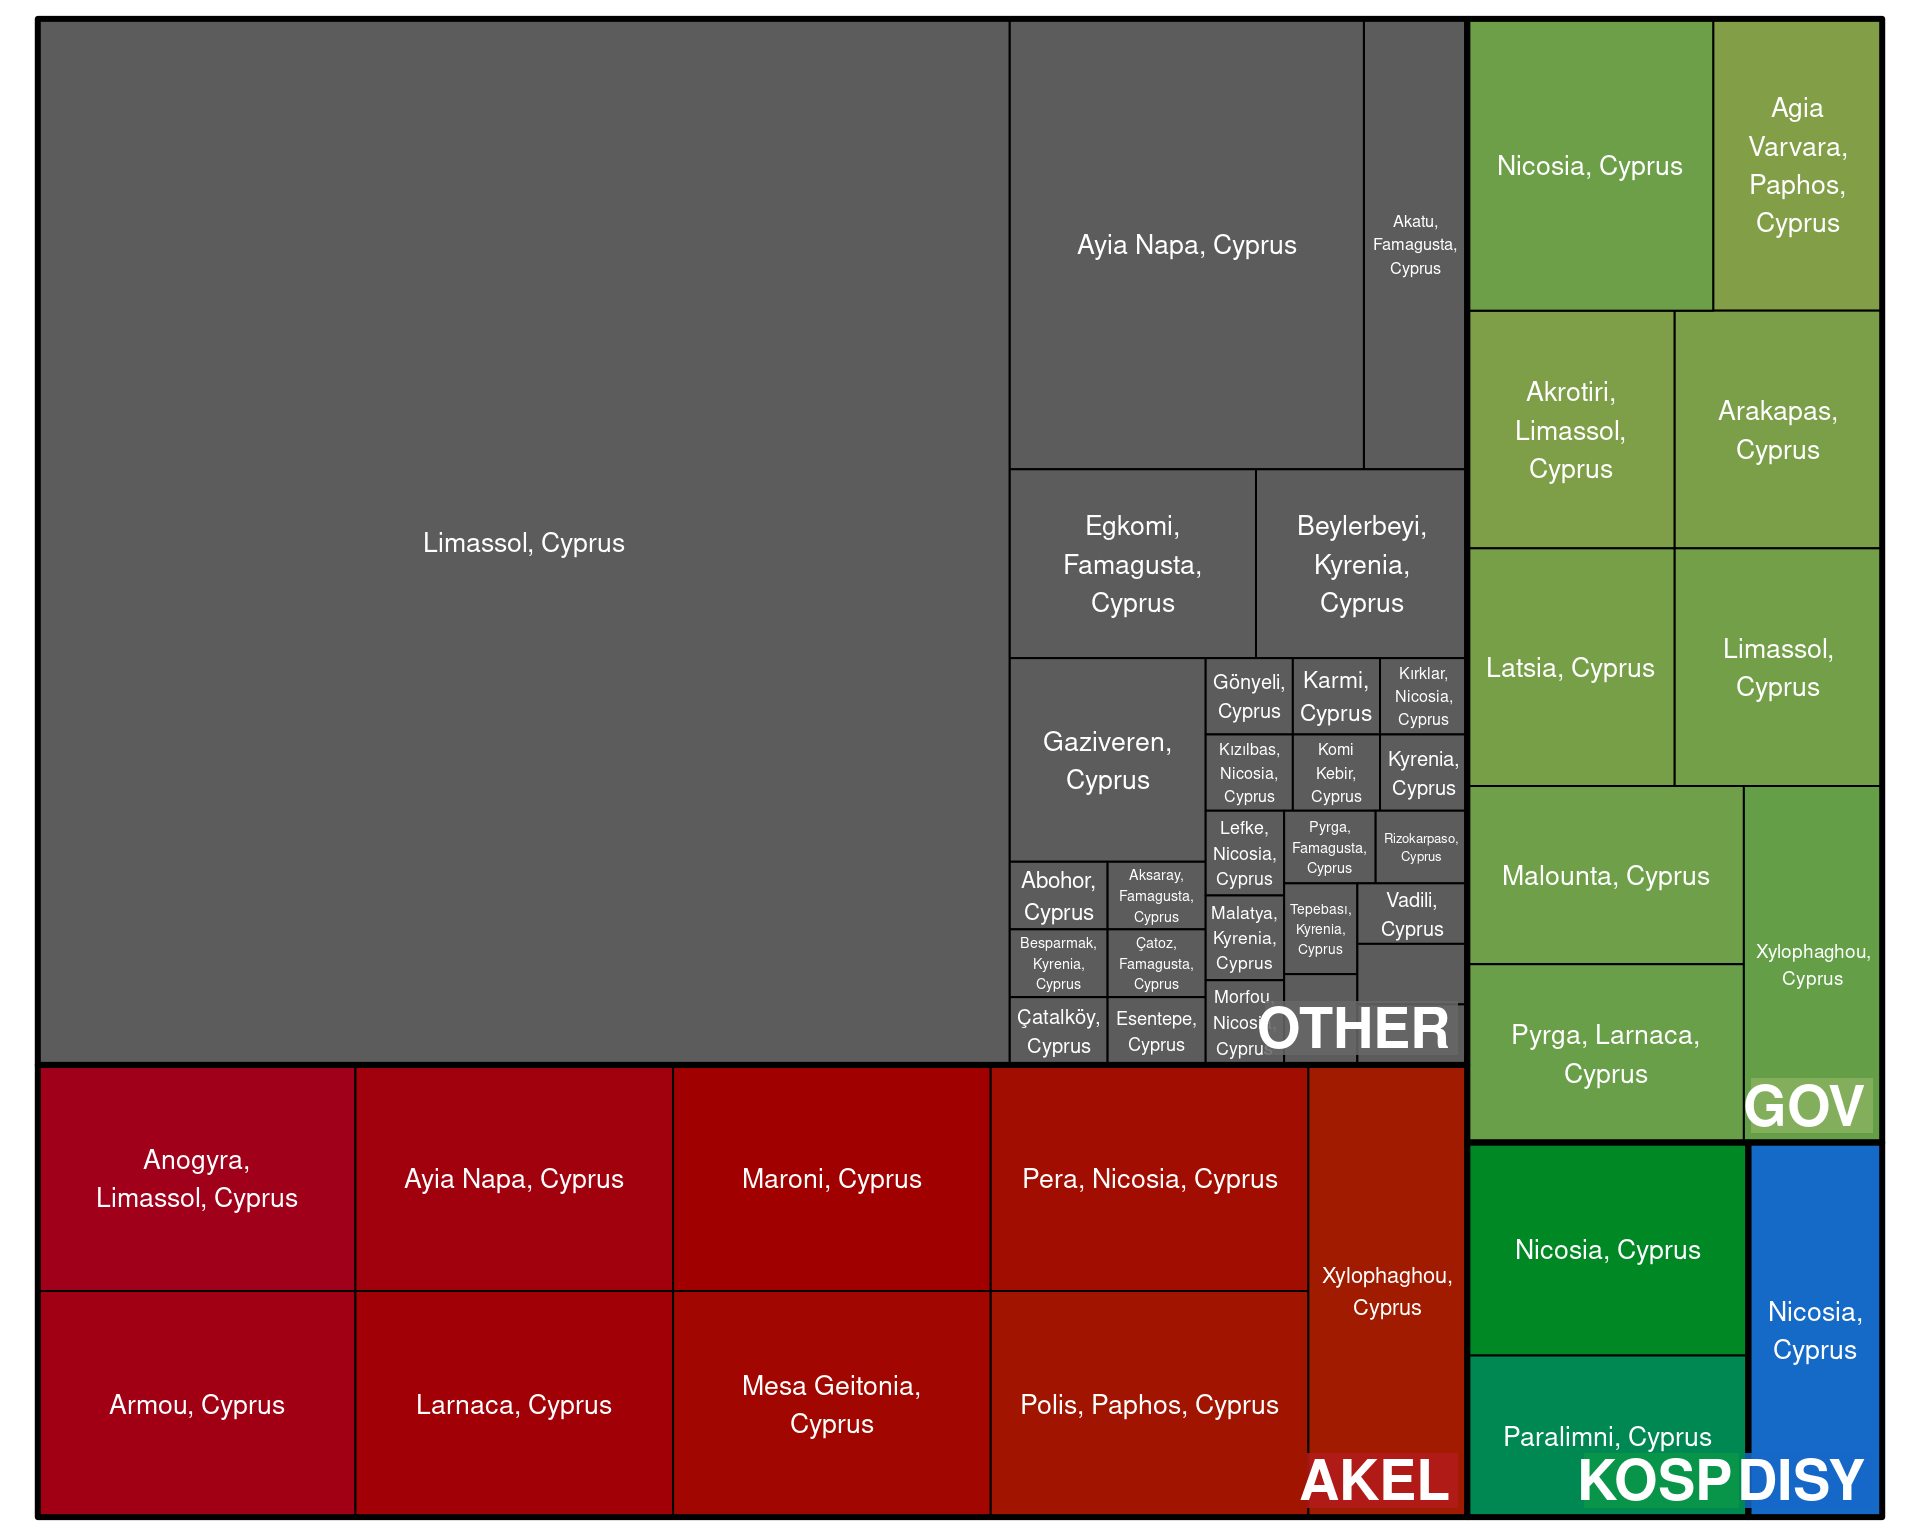 Limassol, Cyprus
Ayia Napa, Cyprus
Akatu,
Famagusta,
Cyprus
Egkomi,
Famagusta,
Cyprus
Beylerbeyi,
Kyrenia,
Cyprus
Gaziveren,
Cyprus
Gönyeli,
Cyprus
Karmi,
Cyprus
Kırklar,
Nicosia,
Cyprus
Kızılbas,
Nicosia,
Cyprus
Komi
Kebir,
Cyprus
Kyrenia,
Cyprus
Lefke,
Nicosia,
Cyprus
Pyrga,
Famagusta,
Cyprus
Rizokarpaso,
Cyprus
Abohor,
Cyprus
Aksaray,
Famagusta,
Cyprus
Malatya,
Kyrenia,
Cyprus
Tepebası,
Kyrenia,
Cyprus
Vadili,
Cyprus
Besparmak,
Kyrenia,
Cyprus
Çatoz,
Famagusta,
Cyprus
Çatalköy,
Cyprus
Esentepe,
Cyprus
Morfou,
Nicosia,
Cyprus
OTHER
Anogyra,
Limassol, Cyprus
Ayia Napa, Cyprus
Maroni, Cyprus
Pera, Nicosia, Cyprus
Xylophaghou,
Cyprus
Armou, Cyprus
Larnaca, Cyprus
Mesa Geitonia,
Cyprus
Polis, Paphos, Cyprus
AKEL
Nicosia, Cyprus
Agia
Varvara,
Paphos,
Cyprus
Akrotiri,
Limassol,
Cyprus
Arakapas,
Cyprus
Latsia, Cyprus
Limassol,
Cyprus
Malounta, Cyprus
Xylophaghou,
Cyprus
Pyrga, Larnaca,
Cyprus
GOV
Nicosia, Cyprus
Paralimni, Cyprus
KOSP
Nicosia,
Cyprus
DISY